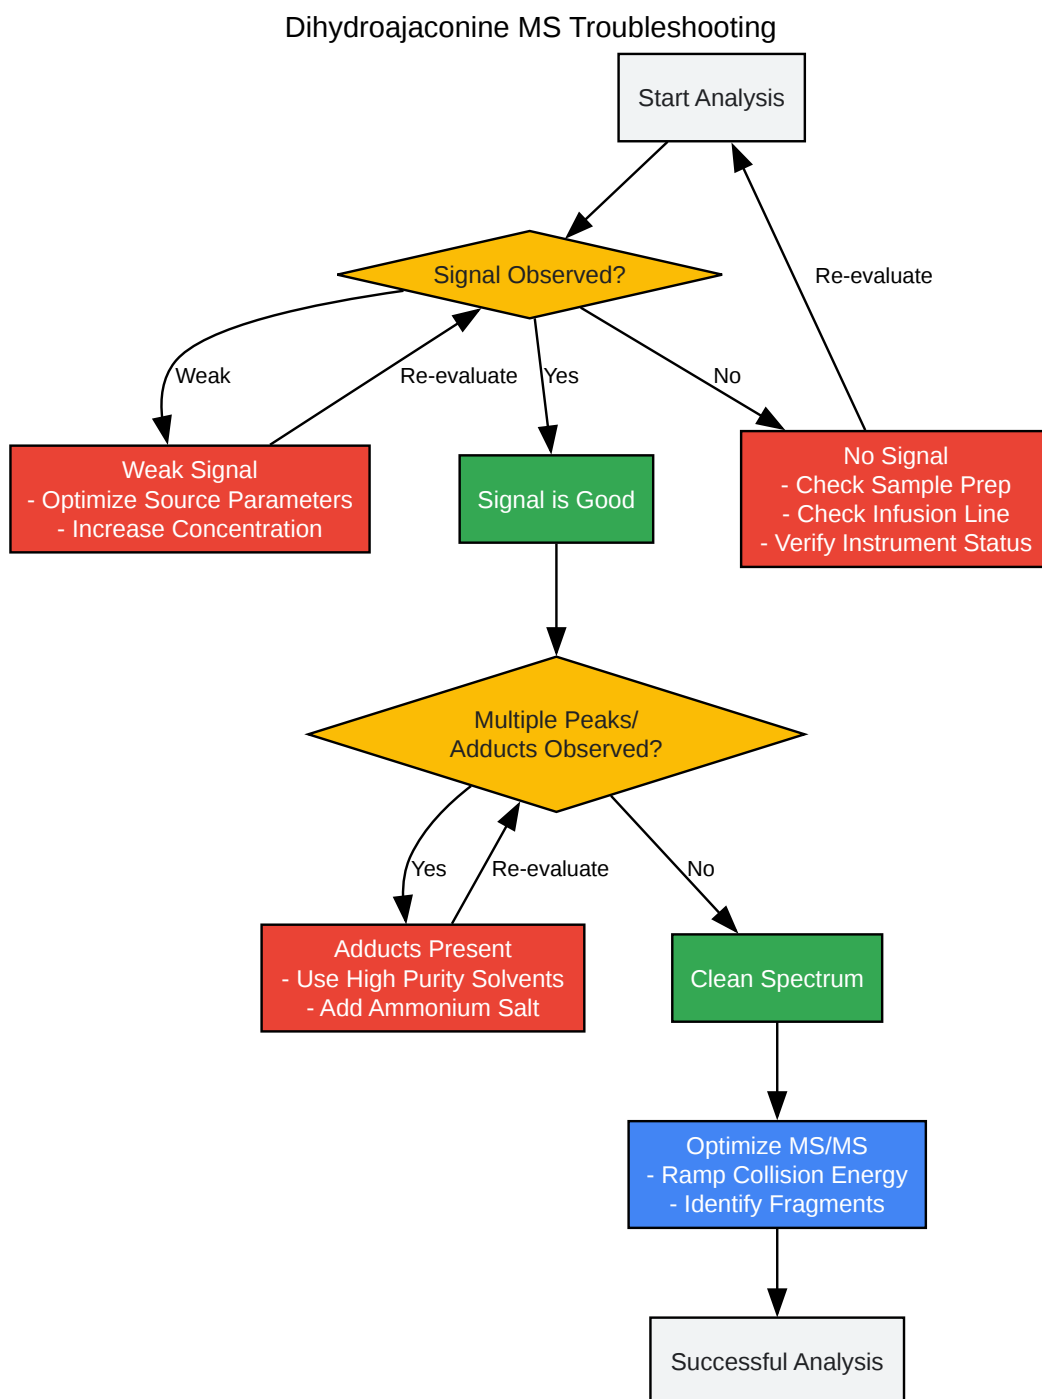 Dihydroajaconine MS Troubleshooting
Start Analysis
Signal Observed?
Re-evaluate
Weak
Re-evaluate
Yes
No
Weak Signal
- Optimize Source Parameters
- Increase Concentration
Signal is Good
No Signal
- Check Sample Prep
- Check Infusion Line
- Verify Instrument Status
Multiple Peaks/
Adducts Observed?
Yes
Re-evaluate
No
Adducts Present
- Use High Purity Solvents
- Add Ammonium Salt
Clean Spectrum
Optimize MS/MS
- Ramp Collision Energy
- Identify Fragments
Successful Analysis